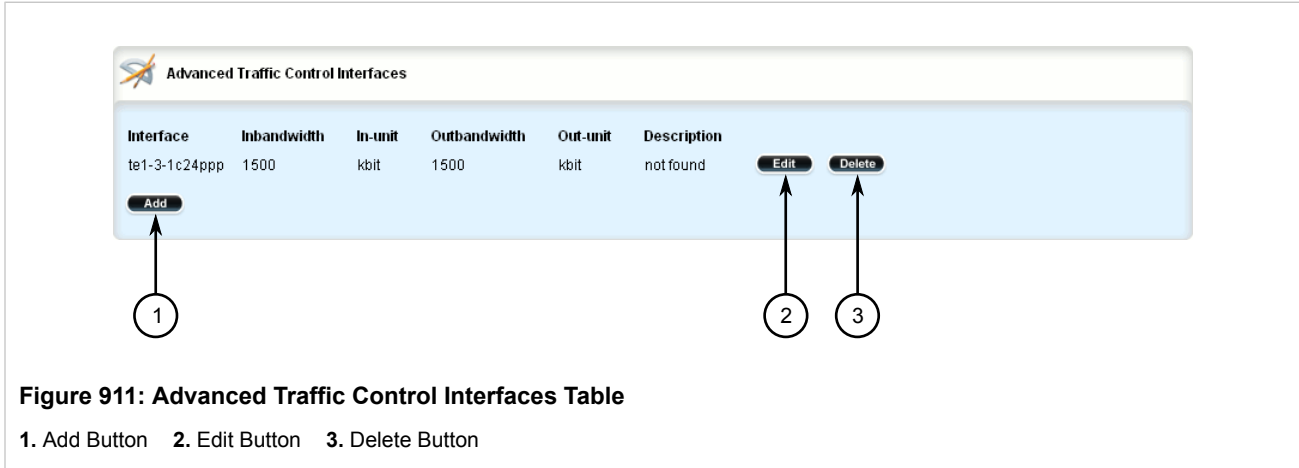 Advanced Traffic Control Interfaces
Interface Inbandwidth In-unit Outbandwidth Out-unit Description
te1-3-1c24ppp 1500 kbit 1500 kbit not found Edit Delete
Add
1 2 3
Figure 911: Advanced Traffic Control Interfaces Table
1. Add Button 2. Edit Button 3. Delete Button